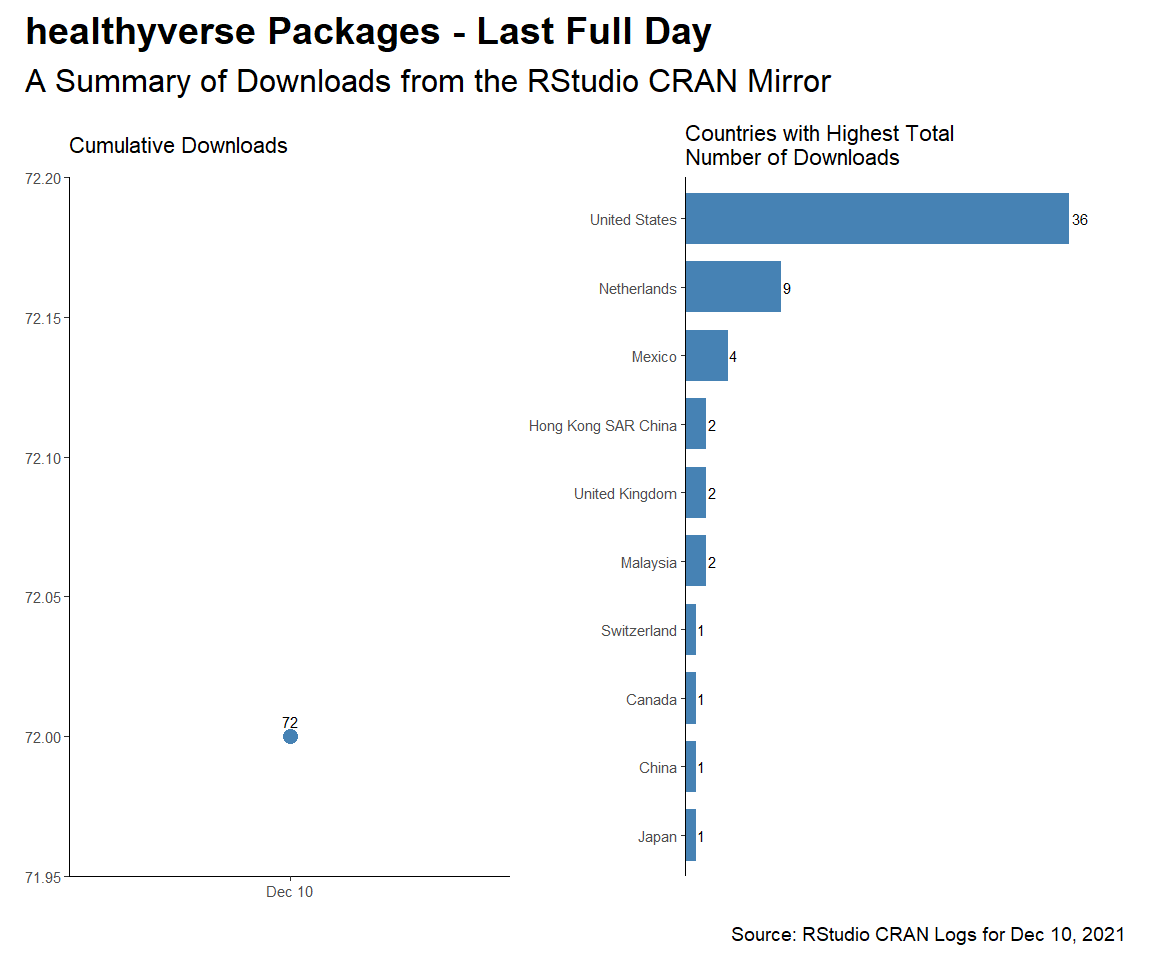 healthyverse Packages - Last Full Day
A Summary of Downloads from the RStudio CRAN Mirror
Cumulative Downloads
72.20
72.15
72.10
72.05
72.00
71.95
72
Dec 10
Countries with Highest Total
Number of Downloads
United States 36
Netherlands 9
Mexico 4
Hong Kong SAR China 2
United Kingdom 2
Malaysia 2
Switzerland 1
Canada 1
China 1
Japan 1
Source: RStudio CRAN Logs for Dec 10, 2021